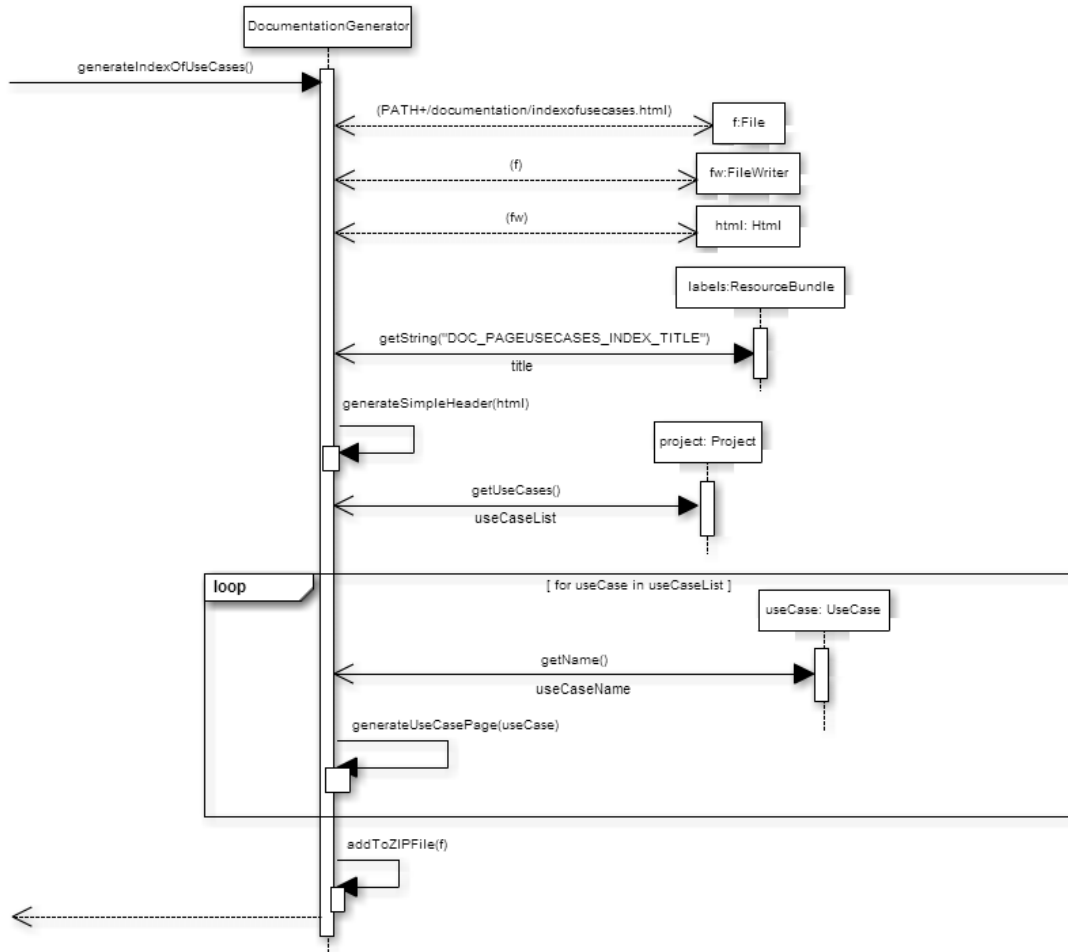 DocumentationGenerator
generateIndexOfUseCases()
(PATH+/documentation/indexofusecases.html)
f:File
(f)
fw:FileWriter
(fw)
html: Html
labels:ResourceBundle
getString("DOC_PAGEUSECASES_INDEX_TITLE")
title
generateSimpleHeader(html)
project: Project
getUseCases()
useCaseList
loop
[ for useCase in useCaseList ]
useCase: UseCase
getName()
useCaseName
generateUseCasePage(useCase)
addToZIPFile(f)